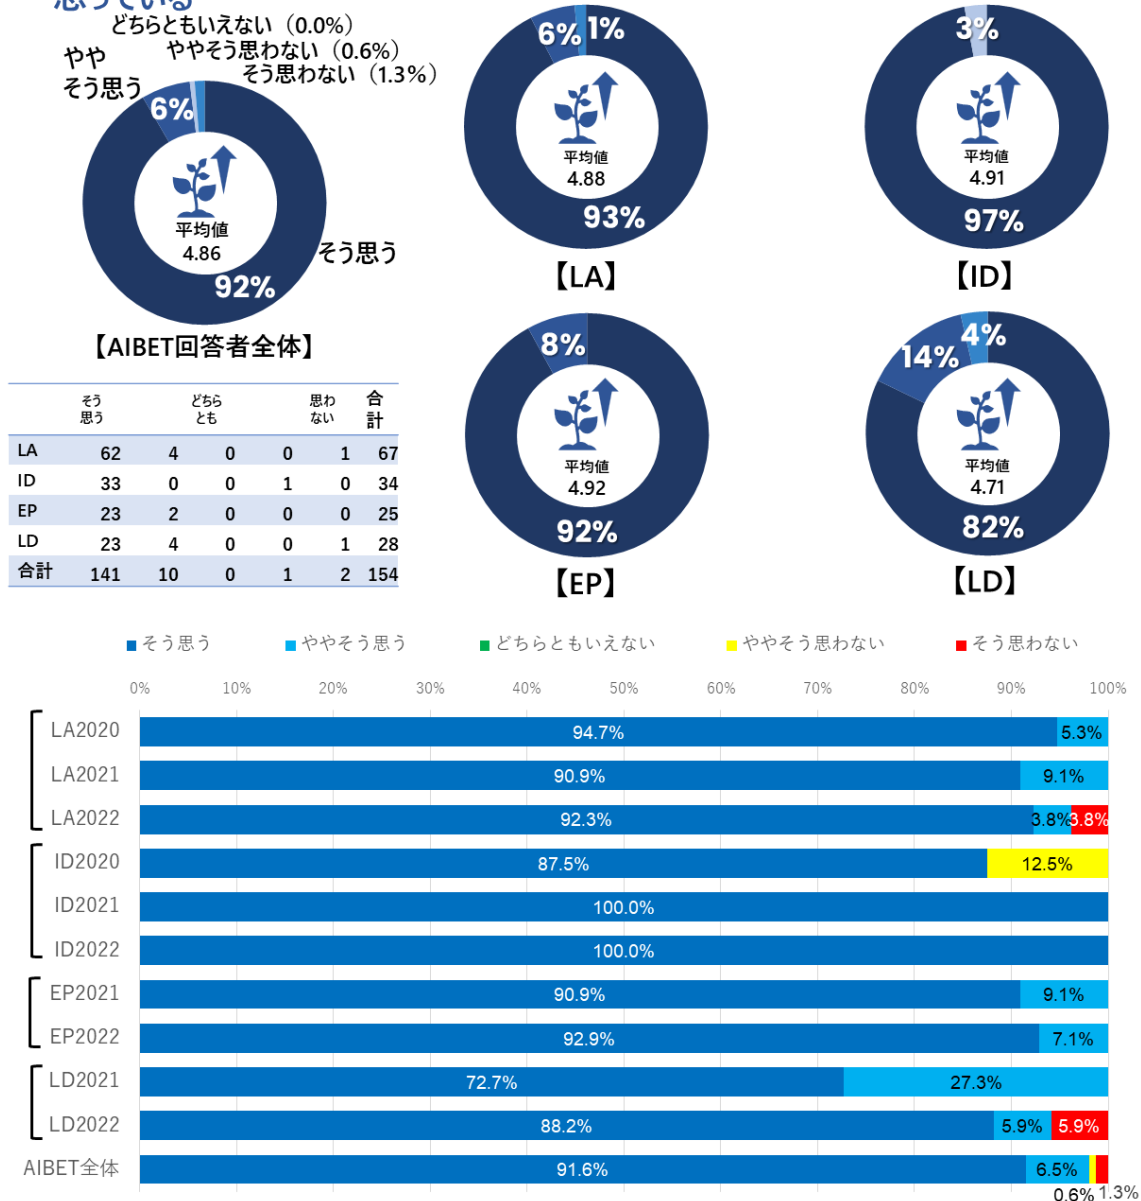 思っている
どちらともいえない（0.0%）
やや
そう思う
ややそう思わない（0.6%）
そう思わない（1.3%）
6%
平均値
4.86
そう思う
92%
【AIBET回答者全体】
6% 1%
平均値
4.88
93%
【LA】
3%
平均値
4.91
97%
【ID】
8%
平均値
4.92
92%
【EP】
4%
14%
平均値
4.71
82%
【LD】
そう思う どちらとも 思わない 合計
LA 62 4 0 0 1 67
ID 33 0 0 1 0 34
EP 23 2 0 0 0 25
LD 23 4 0 0 1 28
合計 141 10 0 1 2 154
そう思う ややそう思う どちらともいえない ややそう思わない そう思わない
0% 10% 20% 30% 40% 50% 60% 70% 80% 90% 100%
LA2020 94.7% 5.3%
LA2021 90.9% 9.1%
LA2022 92.3% 3.8% 3.8%
ID2020 87.5% 12.5%
ID2021 100.0%
ID2022 100.0%
EP2021 90.9% 9.1%
EP2022 92.9% 7.1%
LD2021 72.7% 27.3%
LD2022 88.2% 5.9% 5.9%
AIBET全体 91.6% 6.5%
0.6% 1.3%